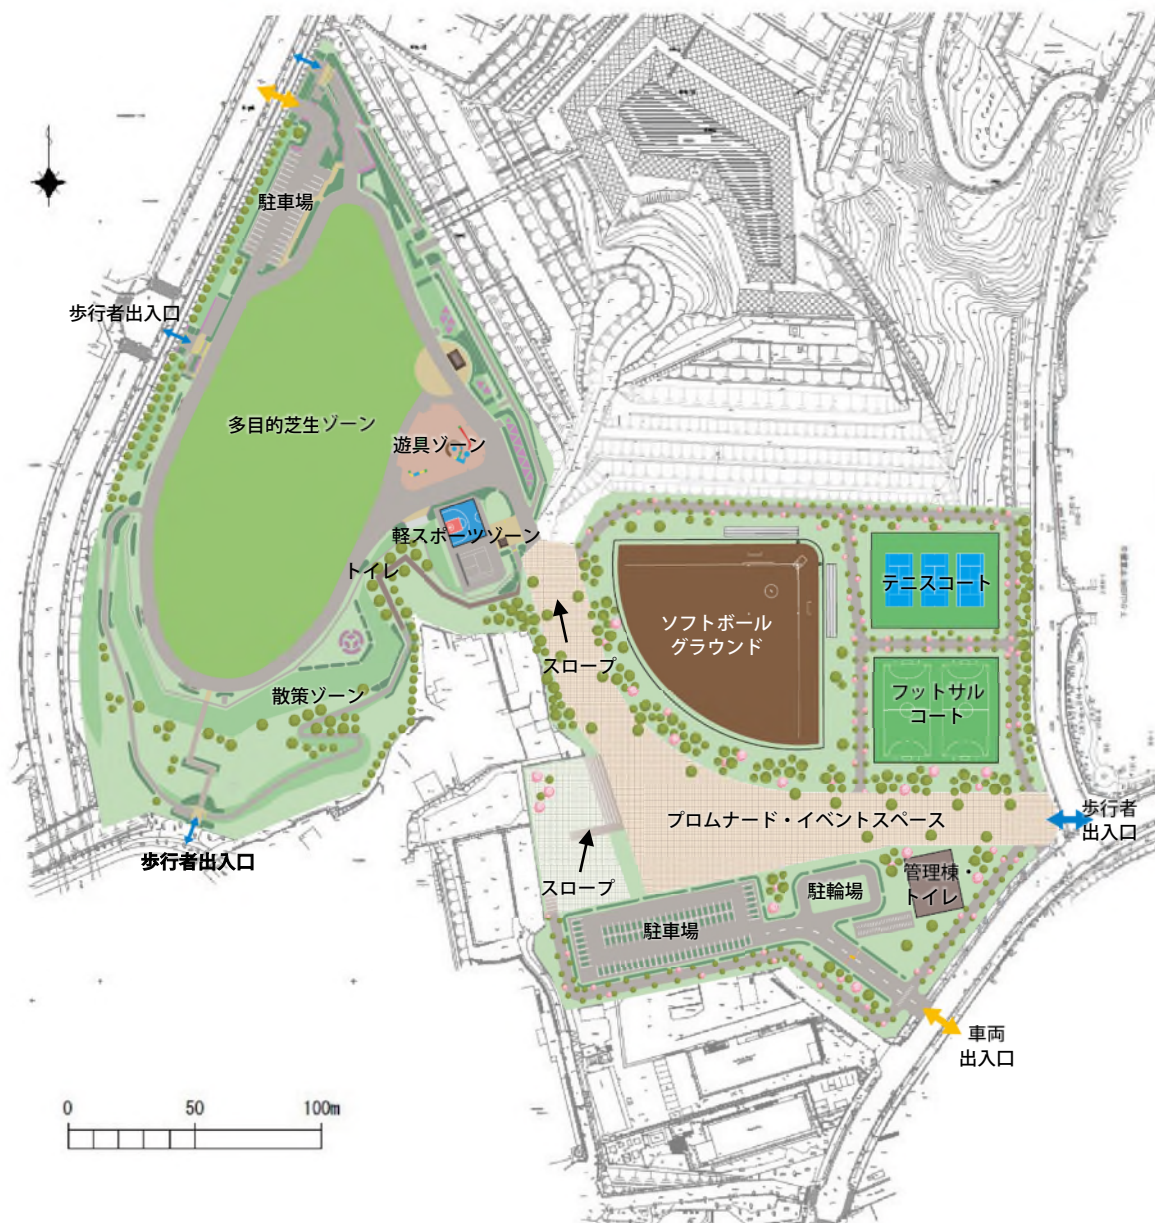 駐車場
歩行者出入口
多目的芝生ゾーン
遊具ゾーン
軽スポーツゾーン
トイレ
テニスコート
ソフトボール
グラウンド
スロープ
散策ゾーン
フットサル
コート
プロムナード・イベントスペース
歩行者
出入口
歩行者出入口
スロープ
管理棟・
トイレ
駐輪場
駐車場
車両
出入口
0 50 100m